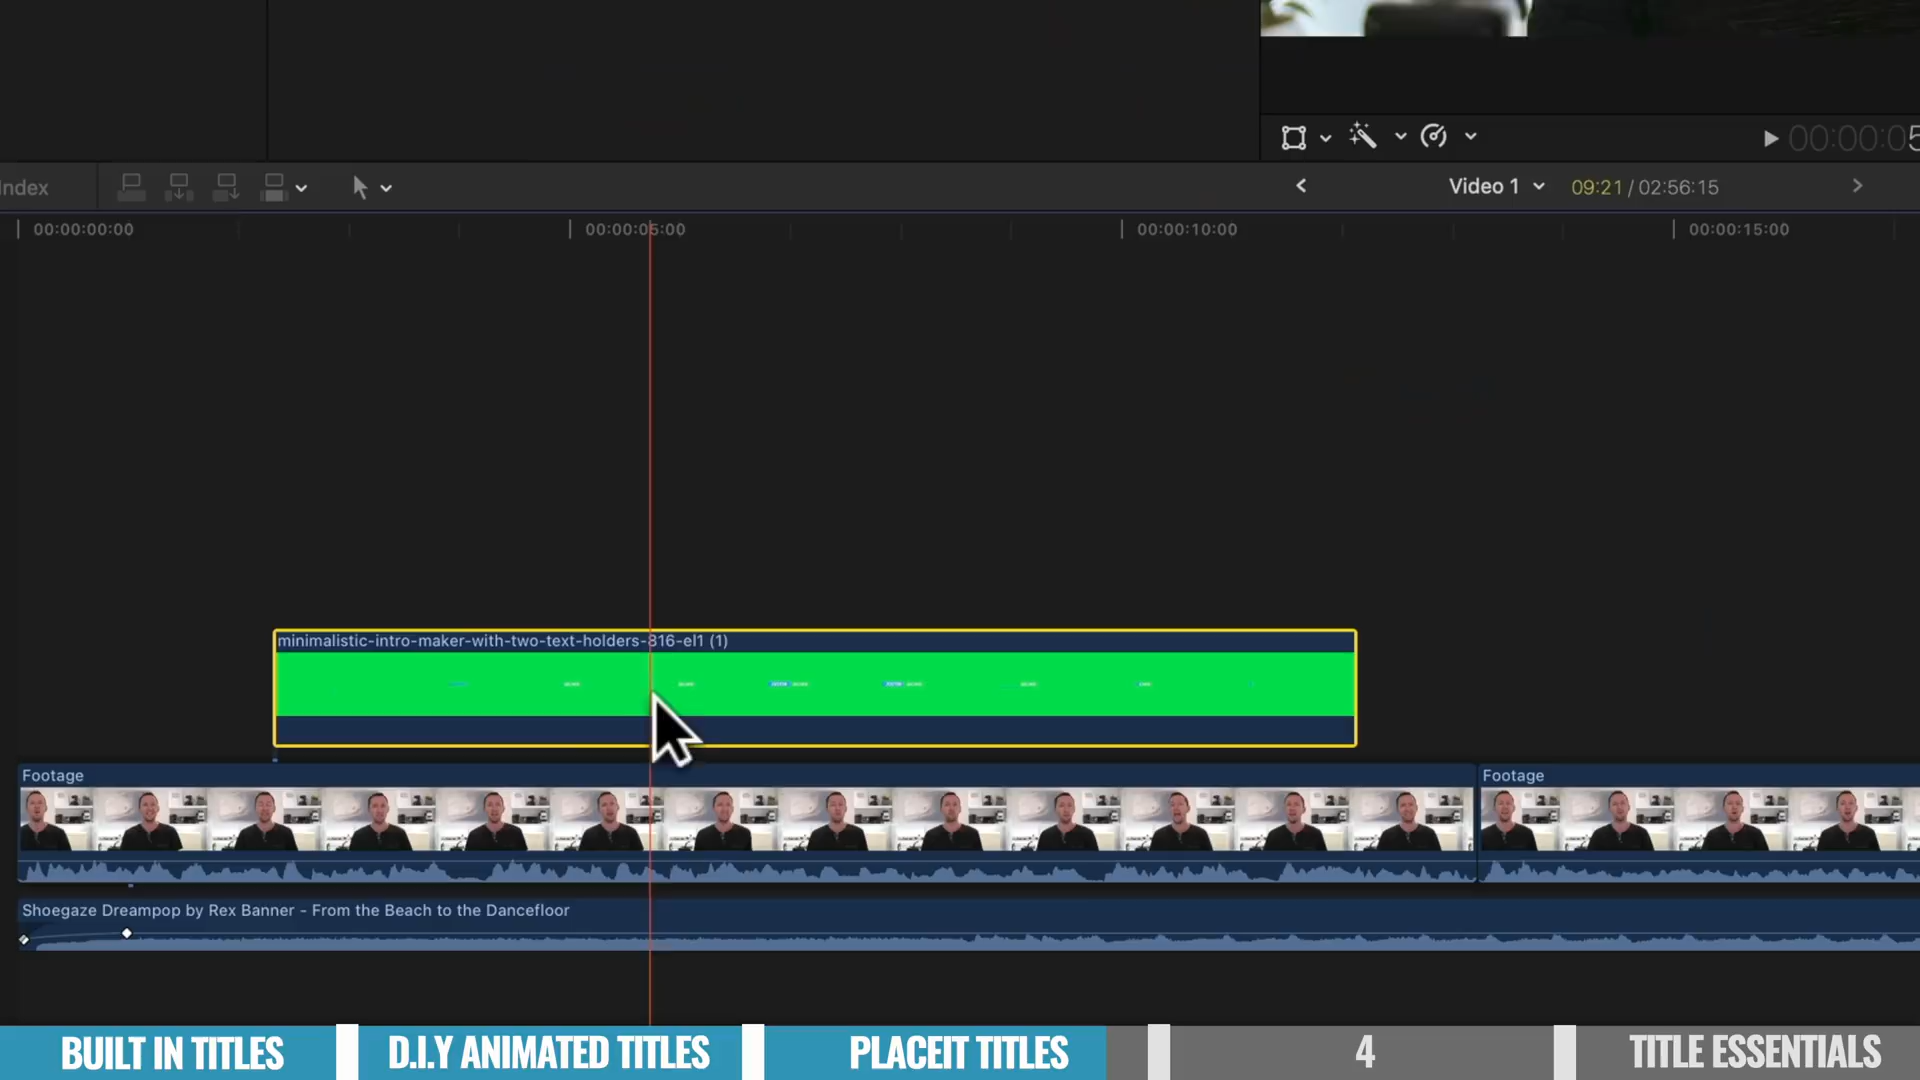 00:00:05
Index
Video 1
09:21 / 02:56:15
00:00:00:00
00:00:05:00
00:00:10:00
00:00:15:00
minimalistic-intro-maker-with-two-text-holders-816-el1 (1)
Footage
Footage
Shoegaze Dreampop by Rex Banner - From the Beach to the Dancefloor
BUILT IN TITLES
D.I.Y ANIMATED TITLES
PLACEIT TITLES
4
TITLE ESSENTIALS